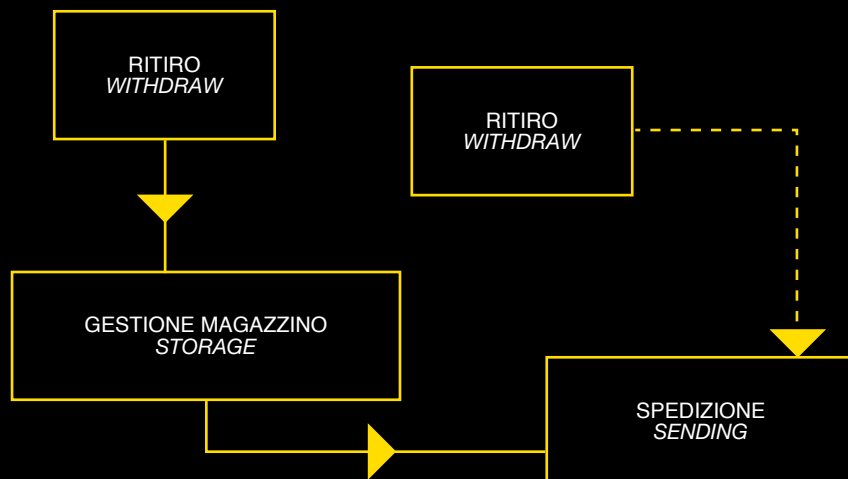 RITIRO
WITHDRAW
RITIRO
WITHDRAW
GESTIONE MAGAZZINO
STORAGE
SPEDIZIONE
SENDING